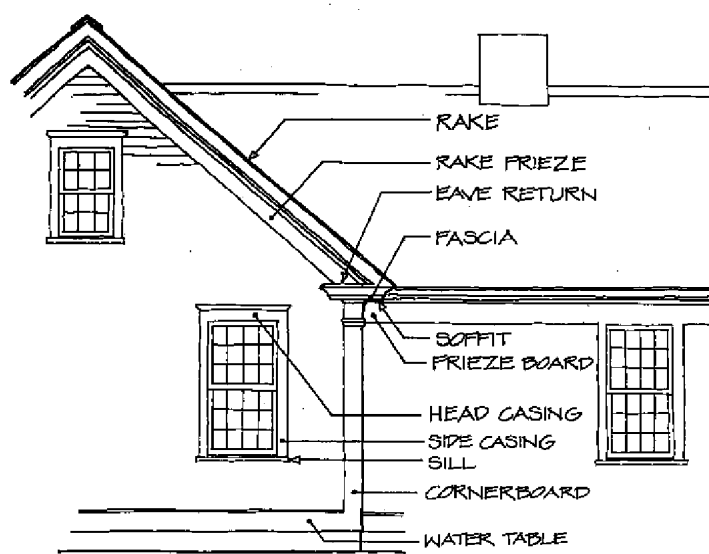 RAKE
RAKE FRIEZE
EAVE RETURN
FASCIA
SOFFIT
FRIEZE BOARD
HEAD CASING
SIDE CASING
SILL
CORNERBOARD
WATER TABLE